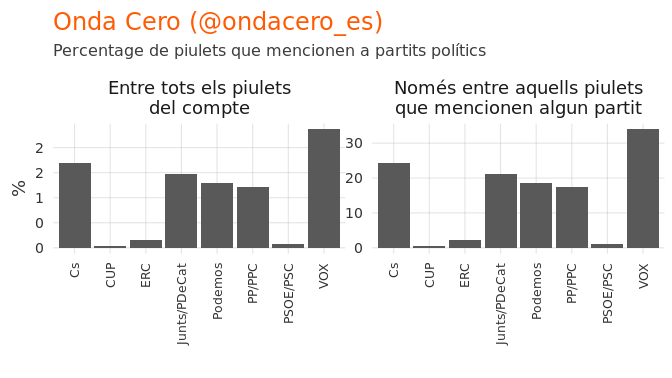 Onda Cero (@ondacero_es)
Percentage de piulets que mencionen a partits polítics
Entre tots els piulets
del compte
Només entre aquells piulets
que mencionen algun partit
%
2
2
1
0
0
30
20
10
0
Cs
CUP
ERC
Junts/PDeCat
Podemos
PP/PPC
PSOE/PSC
VOX
Cs
CUP
ERC
Junts/PDeCat
Podemos
PP/PPC
PSOE/PSC
VOX